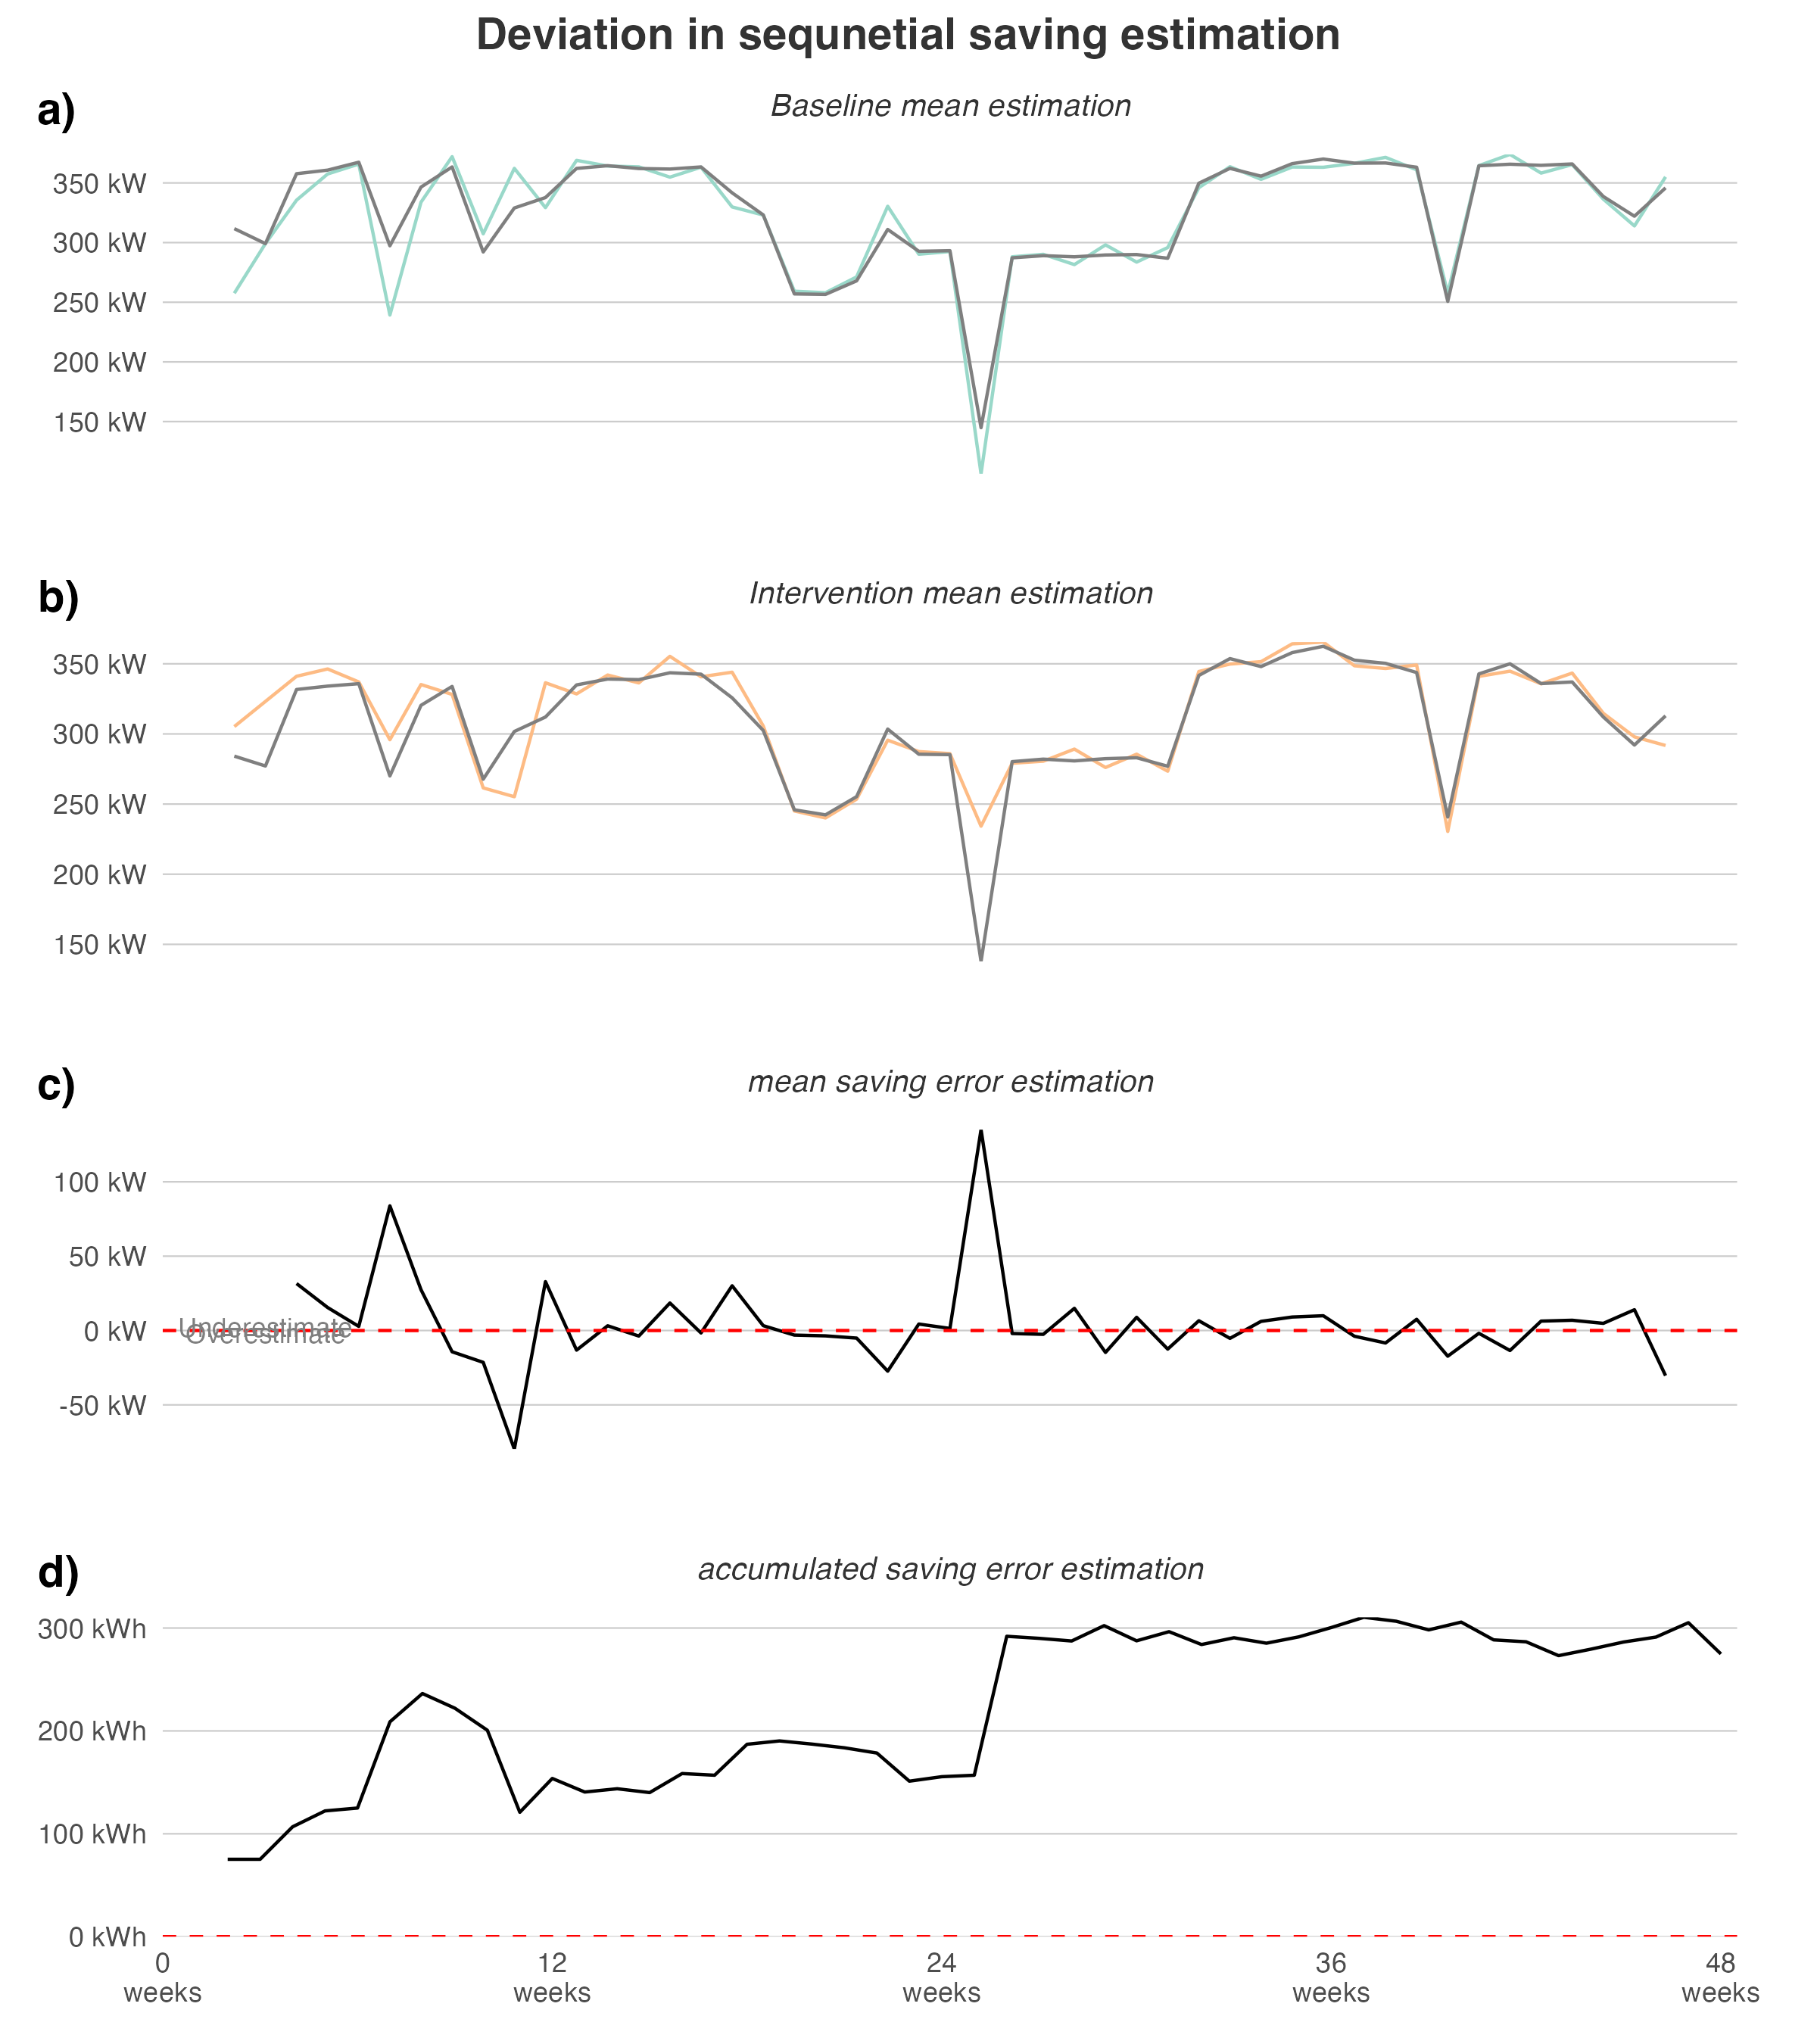 Deviation in sequnetial saving estimation
a)
Baseline mean estimation
350 kW
300 kW
250 kW
200 kW
150 kW
b)
Intervention mean estimation
350 kW
300 kW
250 kW
200 kW
150 kW
c)
mean saving error estimation
100 kW
50 kW
Underestimate
0 kW
Overestimate
-50 kW
d)
accumulated saving error estimation
300 kWh
200 kWh
100 kWh
0 kWh
0 12 24 36 48
weeks weeks weeks weeks weeks